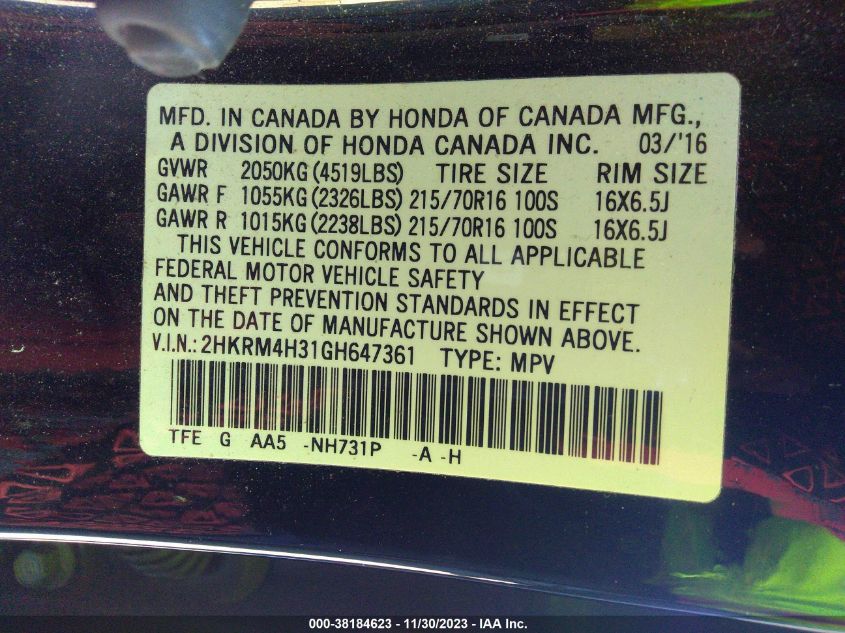 MFD. IN CANADA BY HONDA OF CANADA MFG.,
A DIVISION OF HONDA CANADA INC. 03/'16
GVWR 2050KG (4519LBS) TIRE SIZE RIM SIZE
GAWR F 1055KG (2326LBS) 215/70R16 100S 16X6.5J
GAWR R 1015KG (2238LBS) 215/70R16 100S 16X6.5J
THIS VEHICLE CONFORMS TO ALL APPLICABLE
FEDERAL MOTOR VEHICLE SAFETY
AND THEFT PREVENTION STANDARDS IN EFFECT
ON THE DATE OF MANUFACTURE SHOWN ABOVE.
V.I.N.: 2HKRM4H31GH647361 TYPE: MPV
TFE G AA5 -NH731P -A -H
000-38184623 - 11/30/2023 - IAA Inc.